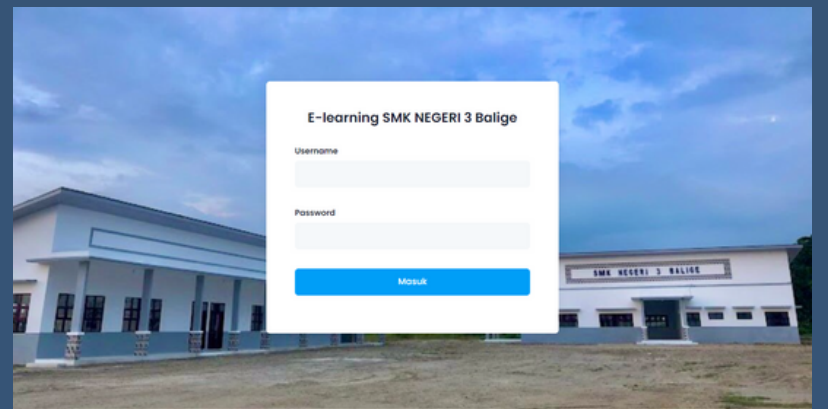 E-learning SMK NEGERI 3 Balige
Username
Password
Masuk
SMK NEGERI 3 BALIGE